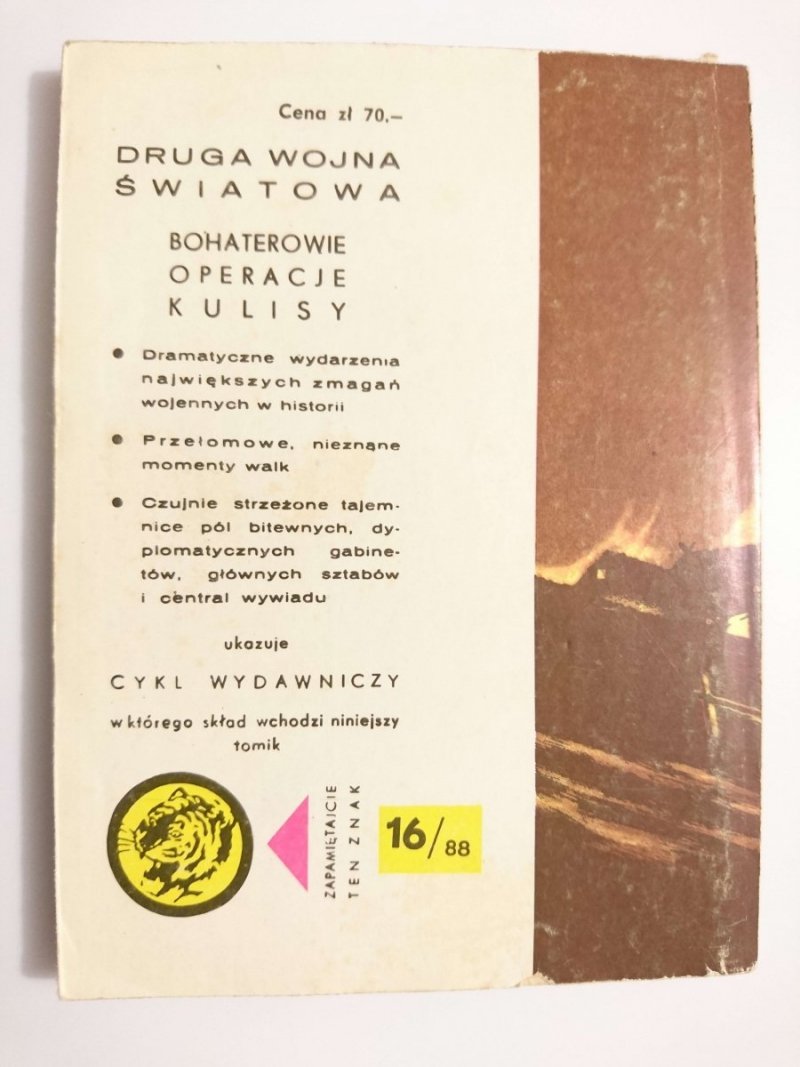 Cena zł 70,–
DRUGA WOJNA
ŚWIATOWA
BOHATEROWIE
OPERACJE
KULISY
● Dramatyczne wydarzenia
największych zmagań
wojennych w historii
● Przełomowe, nieznane
momenty walk
● Czujnie strzeżone tajem-
nice pól bitewnych, dy-
plomatycznych gabine-
tów, głównych sztabów
i central wywiadu
ukazuje
CYKL WYDAWNICZY
w którego skład wchodzi niniejszy
tomik
ZAPAMIĘTAJCIE
TEN ZNAK
16/88